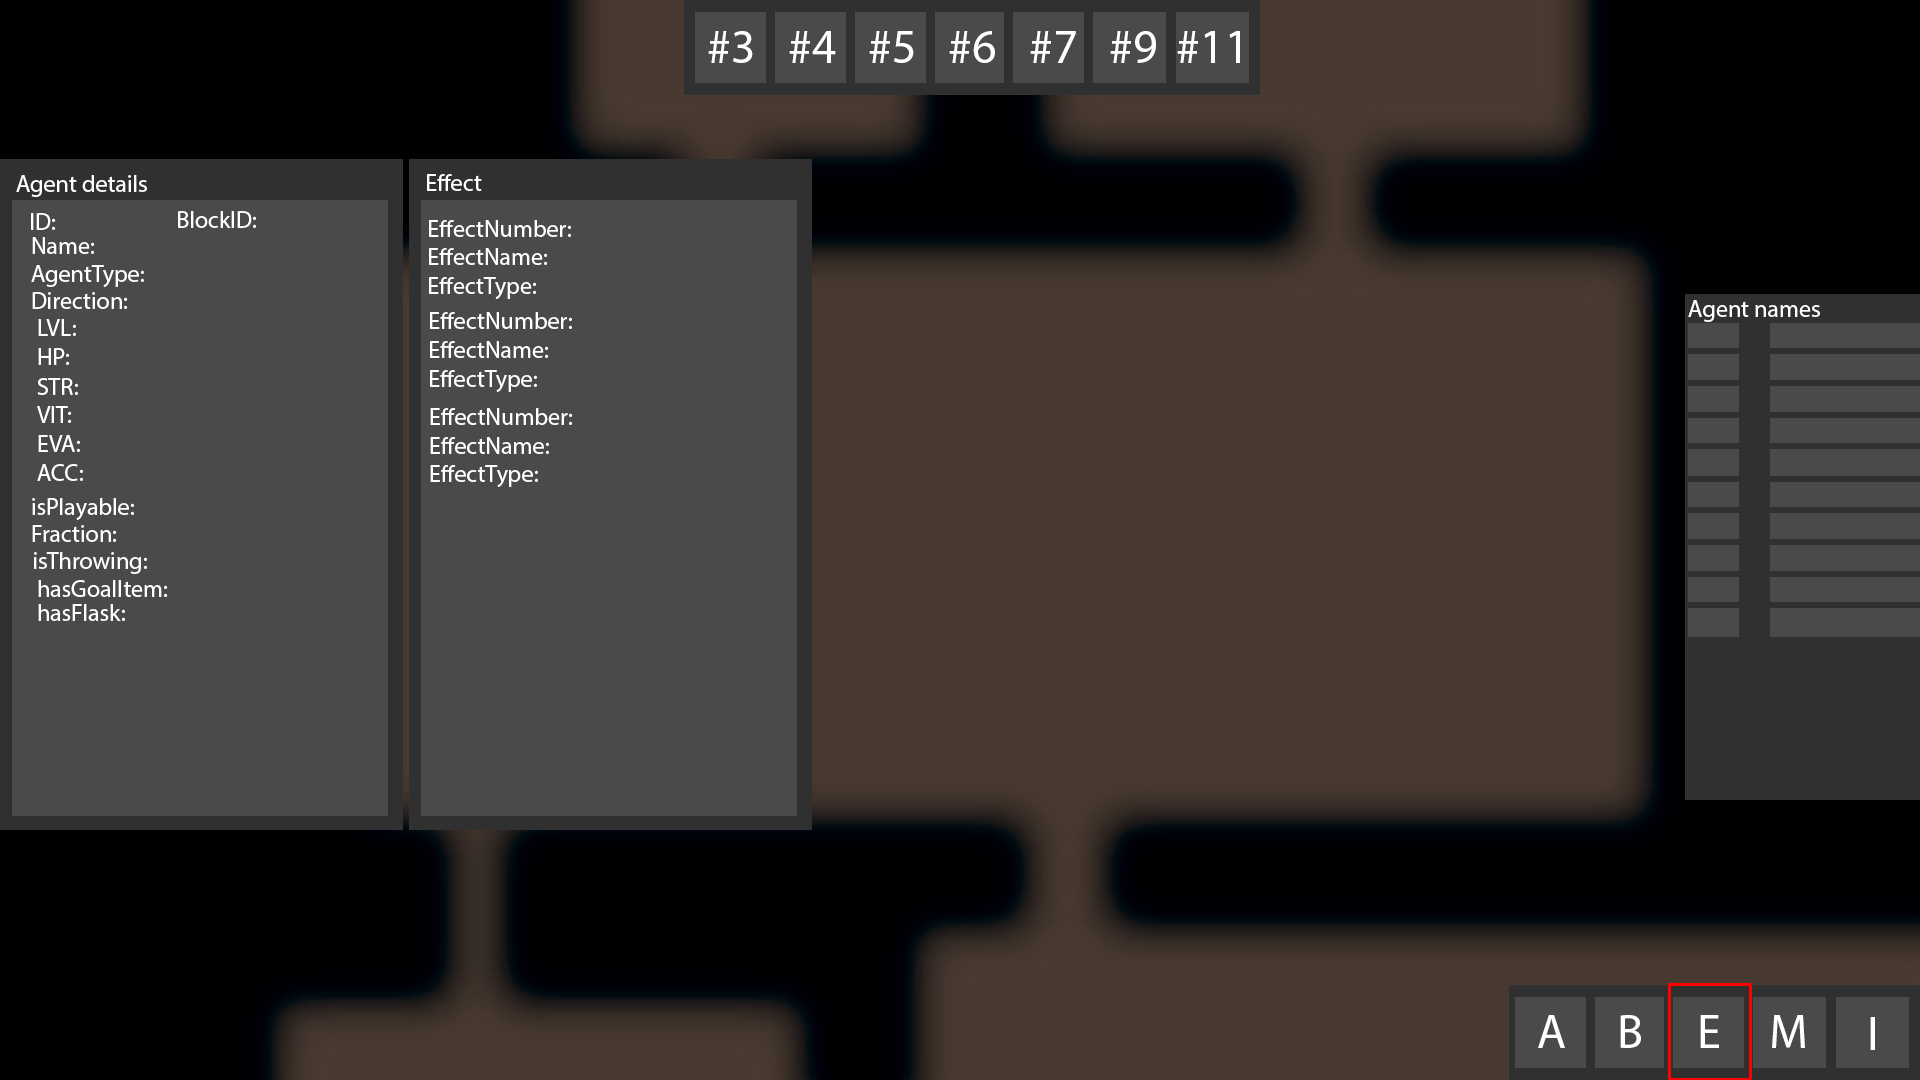 #3 #4 #5 #6 #7 #9 #11
Agent details
ID: BlockID:
Name:
AgentType:
Direction:
LVL:
HP:
STR:
VIT:
EVA:
ACC:
isPlayable:
Fraction:
isThrowing:
hasGoalItem:
hasFlask:
Effect
EffectNumber:
EffectName:
EffectType:
EffectNumber:
EffectName:
EffectType:
EffectNumber:
EffectName:
EffectType:
Agent names
A B E M I